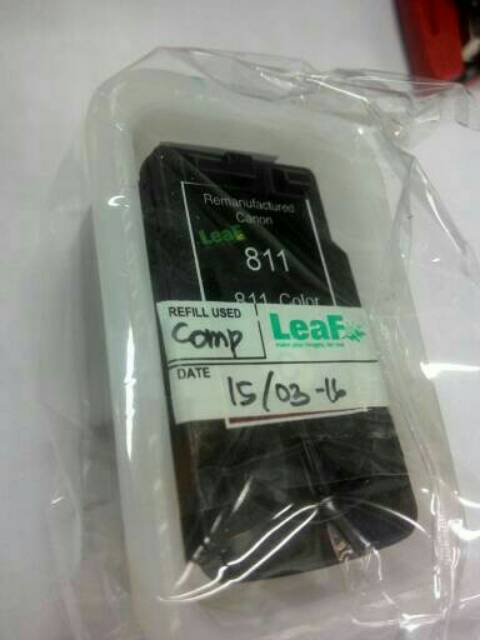 Remanufactured
Canon
LeaF
811
811 Color
REFILL USED
Comp
LeaF
DATE
15/03-16